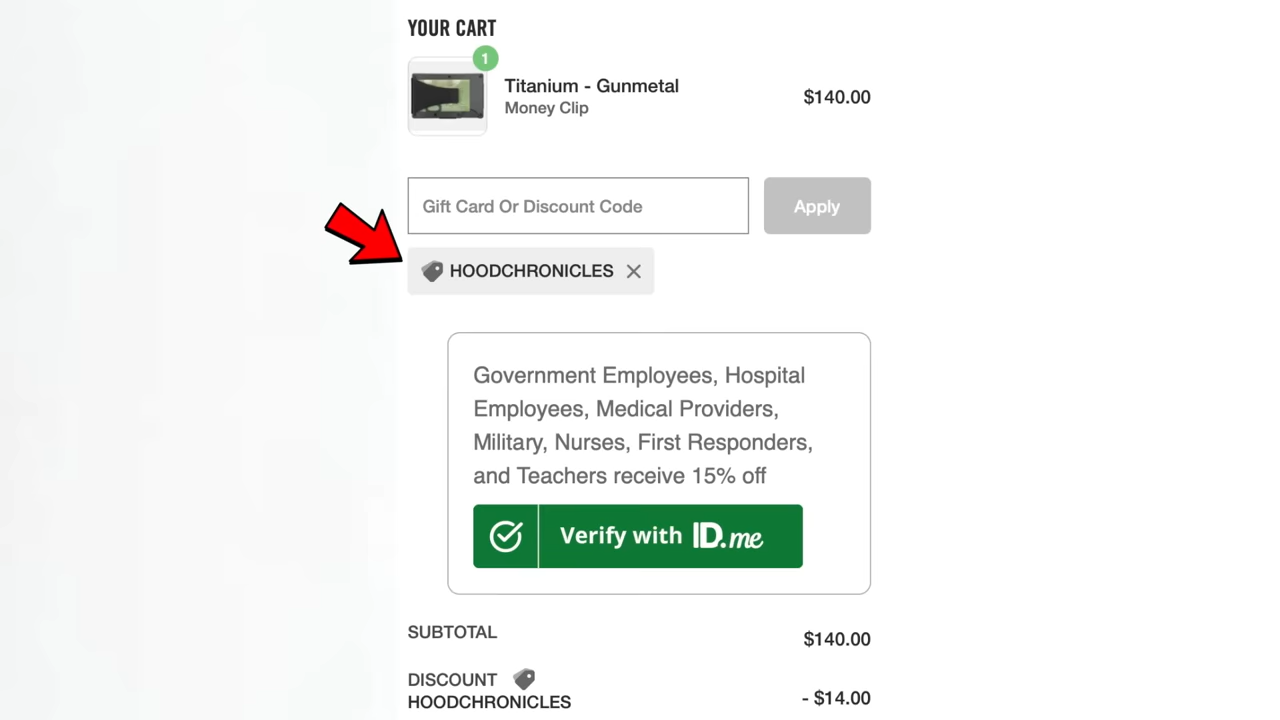 YOUR CART
1
Titanium - Gunmetal
Money Clip
$140.00
Gift Card Or Discount Code
Apply
HOODCHRONICLES
Government Employees, Hospital
Employees, Medical Providers,
Military, Nurses, First Responders,
and Teachers receive 15% off
Verify with ID.me
SUBTOTAL
$140.00
DISCOUNT
HOODCHRONICLES
- $14.00